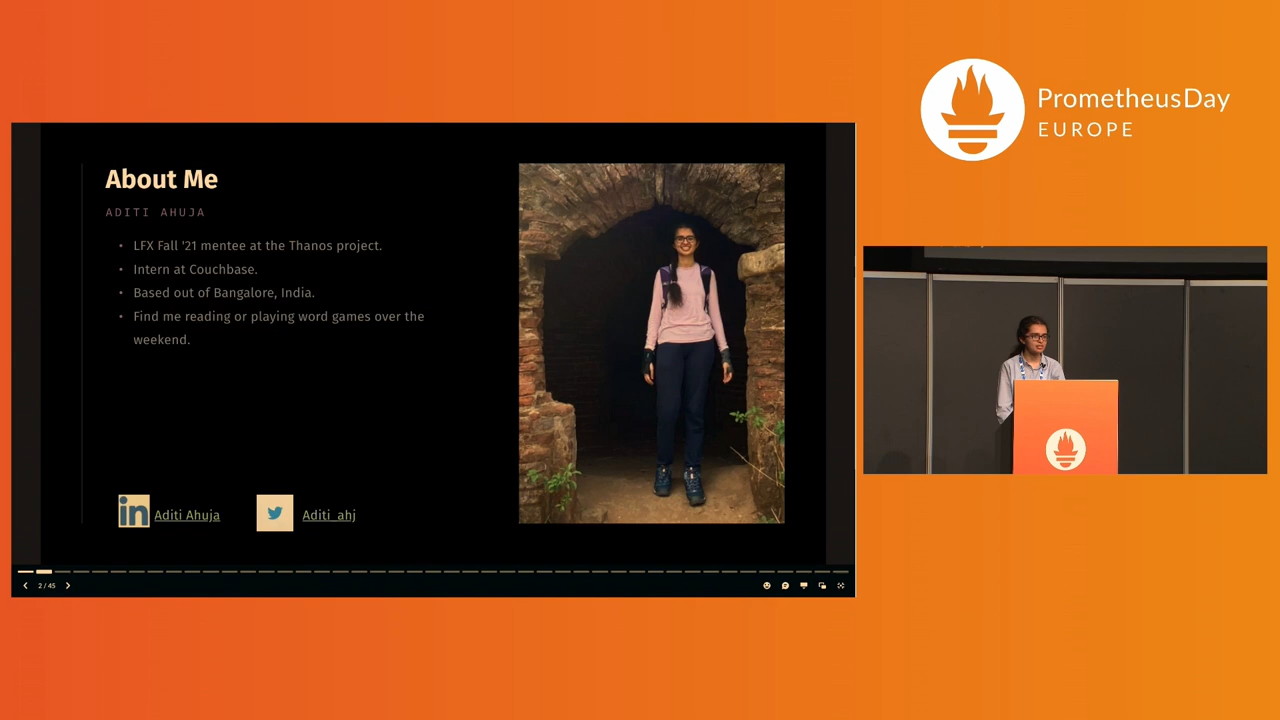 PrometheusDay
EUROPE
About Me
ADITI AHUJA
• LFX Fall '21 mentee at the Thanos project.
• Intern at Couchbase.
• Based out of Bangalore, India.
• Find me reading or playing word games over the
weekend.
in Aditi Ahuja
Aditi_ahj
2 / 45